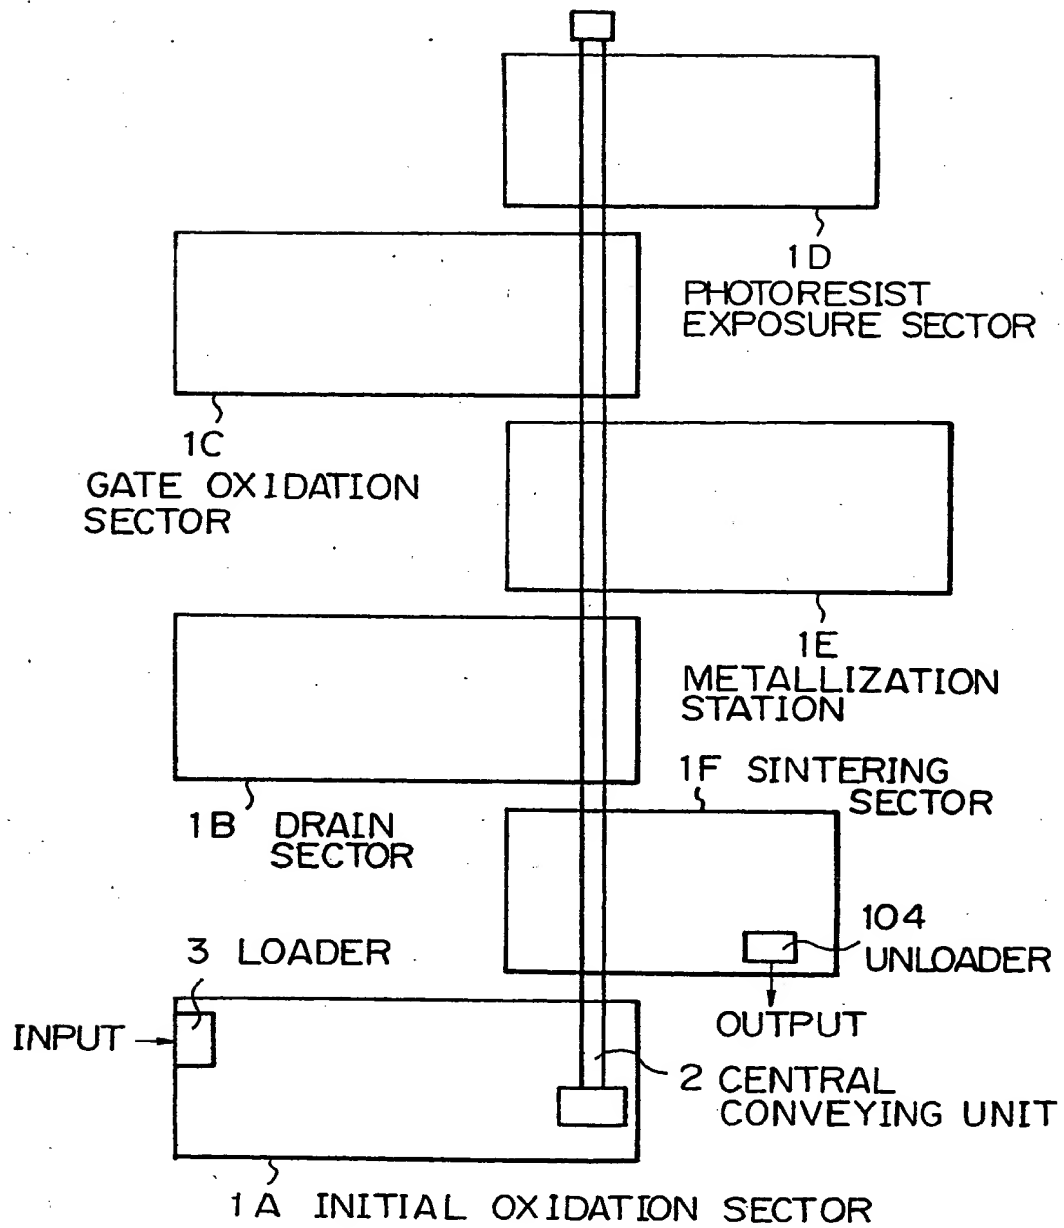 1D
PHOTORESIST
EXPOSURE SECTOR
1C
GATE OXIDATION
SECTOR
1E
METALLIZATION
STATION
1F SINTERING
SECTOR
1B DRAIN
SECTOR
104
UNLOADER
3 LOADER
OUTPUT
INPUT
2 CENTRAL
CONVEYING UNIT
1A INITIAL OXIDATION SECTOR